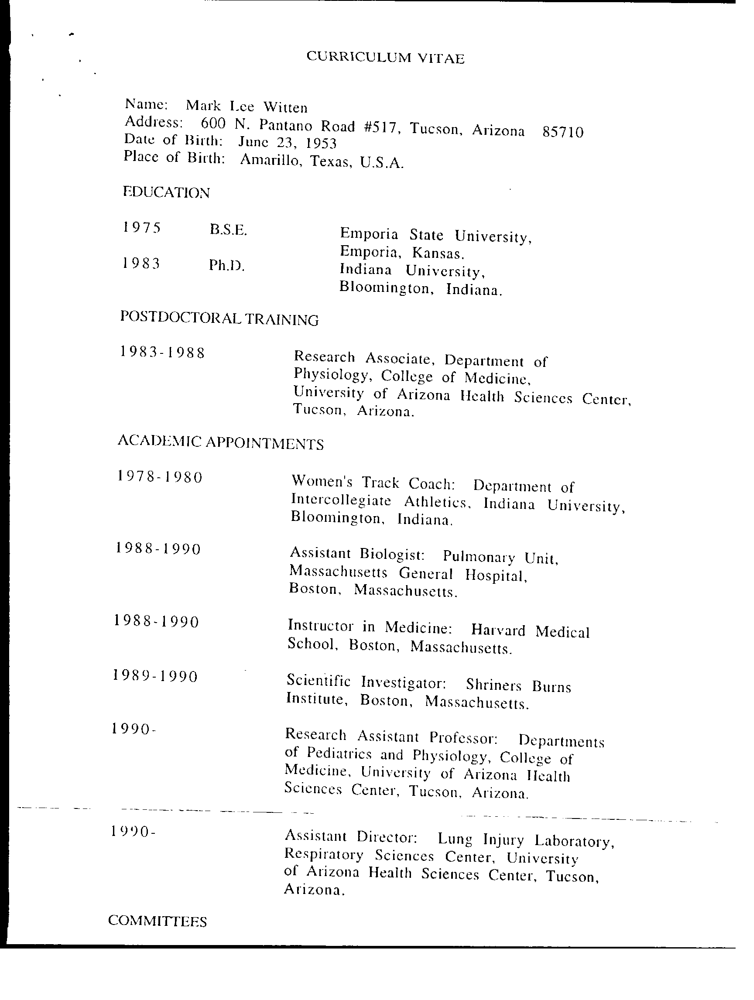 CURRICULUM VITAE
Name: Mark Lee Witten
Address: 600 N. Pantano Road #517, Tucson, Arizona 85710
Date of Birth: June 23, 1953
Place of Birth: Amarillo, Texas, U.S.A.
EDUCATION
1975 B.S.E. Emporia State University,
Emporia, Kansas.
1983 Ph.D. Indiana University,
Bloomington, Indiana.
POSTDOCTORAL TRAINING
1983-1988 Research Associate, Department of
Physiology, College of Medicine,
University of Arizona Health Sciences Center,
Tucson, Arizona.
ACADEMIC APPOINTMENTS
1978-1980 Women's Track Coach: Department of
Intercollegiate Athletics, Indiana University,
Bloomington, Indiana.
1988-1990 Assistant Biologist: Pulmonary Unit,
Massachusetts General Hospital,
Boston, Massachusetts.
1988-1990 Instructor in Medicine: Harvard Medical
School, Boston, Massachusetts.
1989-1990 Scientific Investigator: Shriners Burns
Institute, Boston, Massachusetts.
1990- Research Assistant Professor: Departments
of Pediatrics and Physiology, College of
Medicine, University of Arizona Health
Sciences Center, Tucson, Arizona.
1990- Assistant Director: Lung Injury Laboratory,
Respiratory Sciences Center, University
of Arizona Health Sciences Center, Tucson,
Arizona.
COMMITTEES